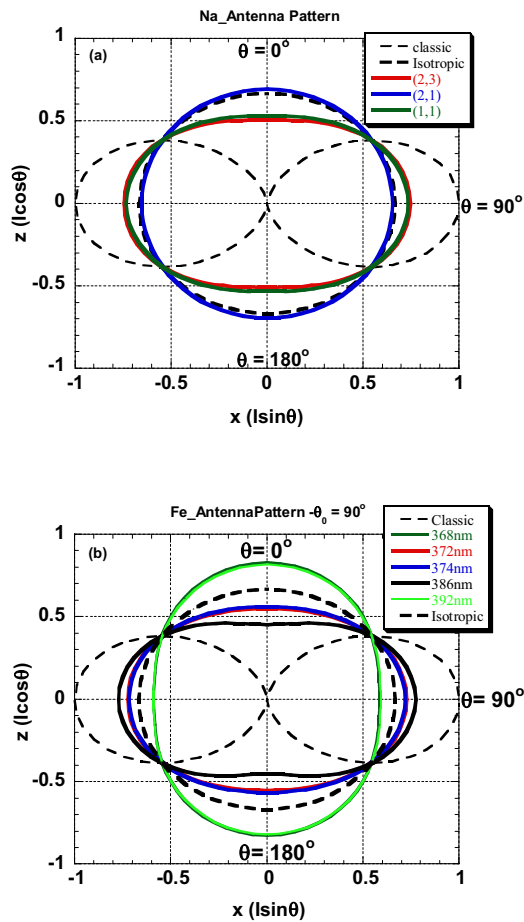 Na_Antenna Pattern
(a)
θ = 0°
classic
Isotropic
(2,3)
(2,1)
(1,1)
1
0.5
0
-0.5
-1
z (Icosθ)
θ = 90°
θ = 180°
-1 -0.5 0 0.5 1
x (Isinθ)
Fe_AntennaPattern -θ₀ = 90°
(b)
θ = 0°
Classic
368nm
372nm
374nm
386nm
392nm
Isotropic
1
0.5
0
-0.5
-1
z (Icosθ)
θ = 90°
θ = 180°
-1 -0.5 0 0.5 1
x (Isinθ)